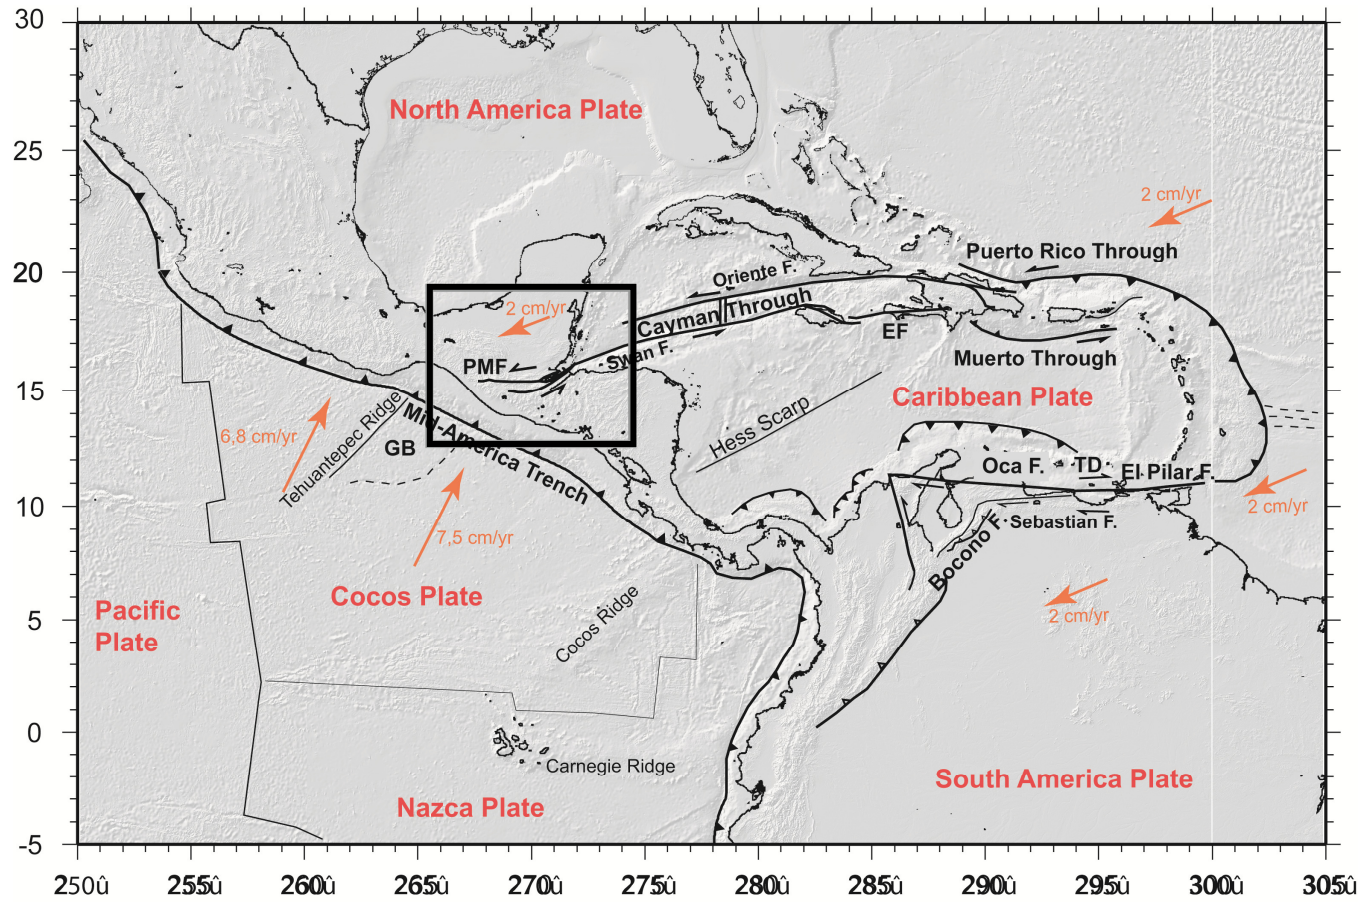 30
25
20
15
10
5
0
-5
North America Plate
2 cm/yr
Puerto Rico Through
Oriente F.
2 cm/yr
Cayman Through
EF
Swan F.
Muerto Through
PMF
Caribbean Plate
Hess Scarp
Tehuantepec Ridge
Mid-America Trench
6,8 cm/yr
GB
Oca F.
TD
El Pilar F.
2 cm/yr
Sebastian F.
Bocono F.
7,5 cm/yr
Cocos Plate
Pacific
Plate
Cocos Ridge
2 cm/yr
Carnegie Ridge
South America Plate
Nazca Plate
250û 255û 260û 265û 270û 275û 280û 285û 290û 295û 300û 305û